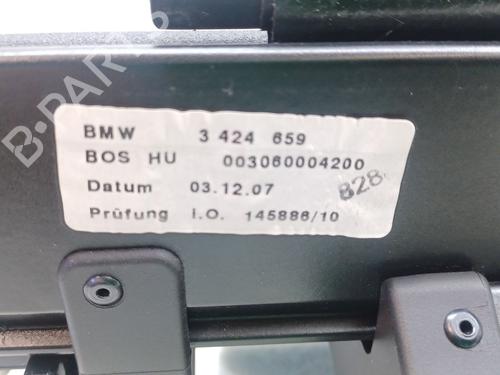 B-PARTS
BMW 3 424 659
BOS HU 003060004200
828
Datum 03.12.07
Prüfung i.O. 145886/10